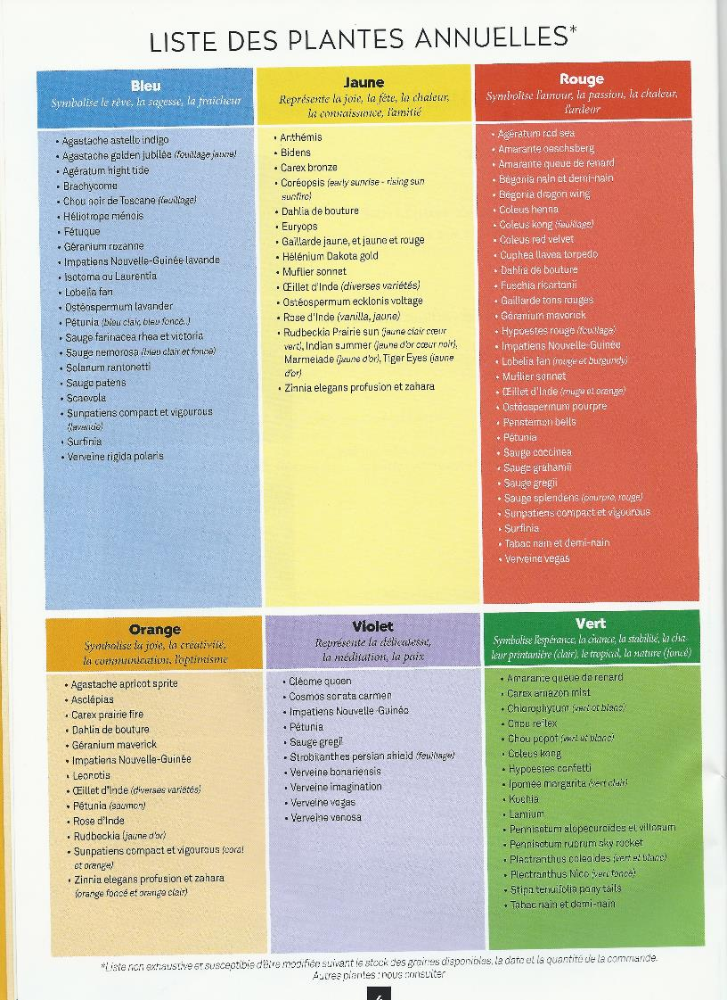 LISTE DES PLANTES ANNUELLES*
Bleu
Symbolise le rêve, la sagesse, la fraîcheur
• Agastache astello indigo
• Agastache golden jubilée (feuillage jaune)
• Agératum hight tide
• Brachycome
• Chou noir de Toscane (feuillage)
• Héliotrope ménois
• Fétuque
• Géranium rozanne
• Impatiens Nouvelle-Guinée lavande
• Isotoma ou Laurentia
• Lobelia fan
• Ostéospermum lavander
• Pétunia (bleu clair, bleu foncé..)
• Sauge farinacea rhea et victoria
• Sauge nemorosa (bleu clair et foncé)
• Solanum rantonetti
• Sauge patens
• Scaevola
• Sunpatiens compact et vigourous
(lavande)
• Surfinia
• Verveine rigida polaris
Jaune
Représente la joie, la fête, la chaleur,
la connaissance, l'amitié
• Anthémis
• Bidens
• Carex bronze
• Coréopsis (early sunrise - rising sun
sunfire)
• Dahlia de bouture
• Euryops
• Gaillarde jaune, et jaune et rouge
• Hélénium Dakota gold
• Muflier sonnet
• Œillet d'Inde (diverses variétés)
• Ostéospermum ecklonis voltage
• Rose d'Inde (vanilla, jaune)
• Rudbeckia Prairie sun (jaune clair cœur
vert), Indian summer (jaune d'or cœur noir),
Marmelade (jaune d'or), Tiger Eyes (jaune
d'or)
• Zinnia elegans profusion et zahara
Rouge
Symbolise l'amour, la passion, la chaleur,
l'ardeur
• Agératum red sea
• Amarante oeschsberg
• Amarante queue de renard
• Bégonia nain et demi-nain
• Bégonia dragon wing
• Coleus henna
• Coleus kong (feuillage)
• Coleus red velvet
• Cuphea llavea torpedo
• Dahlia de bouture
• Fuschia ricartonii
• Gaillarde tons rouges
• Géranium maverick
• Hypoestes rouge (feuillage)
• Impatiens Nouvelle-Guinée
• Lobelia fan (rouge et burgundy)
• Muflier sonnet
• Œillet d'Inde (rouge et orange)
• Ostéospermum pourpre
• Penstemon bells
• Pétunia
• Sauge coccinea
• Sauge grahamii
• Sauge gregii
• Sauge splendens (pourpre, rouge)
• Sunpatiens compact et vigourous
• Surfinia
• Tabac nain et demi-nain
• Verveine vegas
Orange
Symbolise la joie, la créativité,
la communication, l'optimisme
• Agastache apricot sprite
• Asclépias
• Carex prairie fire
• Dahlia de bouture
• Géranium maverick
• Impatiens Nouvelle-Guinée
• Leonotis
• Œillet d'Inde (diverses variétés)
• Pétunia (saumon)
• Rose d'Inde
• Rudbeckia (jaune d'or)
• Sunpatiens compact et vigourous (coral
et orange)
• Zinnia elegans profusion et zahara
(orange foncé et orange clair)
Violet
Représente la délicatesse,
la méditation, la paix
• Cléome queen
• Cosmos sonata carmen
• Impatiens Nouvelle-Guinée
• Pétunia
• Sauge gregii
• Strobilanthes persian shield (feuillage)
• Verveine bonariensis
• Verveine imagination
• Verveine vegas
• Verveine venosa
Vert
Symbolise l'espérance, la chance, la stabilité, la cha-
leur printanière (clair), le tropical, la nature (foncé)
• Amarante queue de renard
• Carex amazon mist
• Chlorophytum (vert et blanc)
• Chou reflex
• Chou popof (vert et blanc)
• Coleus kong
• Hypoestes confetti
• Ipomée margarita (vert clair)
• Kochia
• Lamium
• Pennisetum alopecuroides et villosum
• Pennisetum rubrum sky rocket
• Plectranthus coleoides (vert et blanc)
• Plectranthus Nico (vert foncé)
• Stipa tenuifolia pony tails
• Tabac nain et demi-nain
*Liste non exhaustive et susceptible d'être modifiée suivant le stock des graines disponibles, la date et la quantité de la commande.
Autres plantes : nous consulter